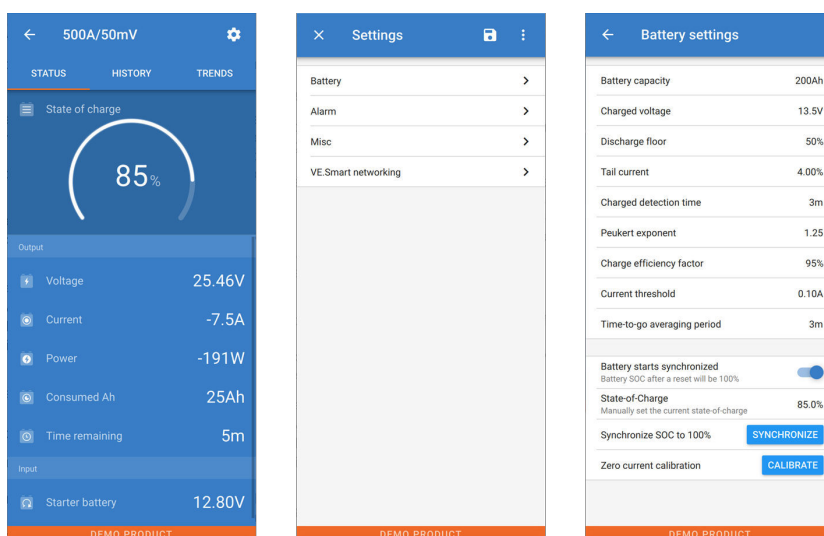 500A/50mV
STATUS HISTORY TRENDS
State of charge
85%
Output
Voltage 25.46V
Current -7.5A
Power -191W
Consumed Ah 25Ah
Time remaining 5m
Input
Starter battery 12.80V
DEMO PRODUCT
Settings
Battery
Alarm
Misc
VE.Smart networking
DEMO PRODUCT
Battery settings
Battery capacity 200Ah
Charged voltage 13.5V
Discharge floor 50%
Tail current 4.00%
Charged detection time 3m
Peukert exponent 1.25
Charge efficiency factor 95%
Current threshold 0.10A
Time-to-go averaging period 3m
Battery starts synchronized
Battery SOC after a reset will be 100%
State-of-Charge 85.0%
Manually set the current state-of-charge
Synchronize SOC to 100% SYNCHRONIZE
Zero current calibration CALIBRATE
DEMO PRODUCT